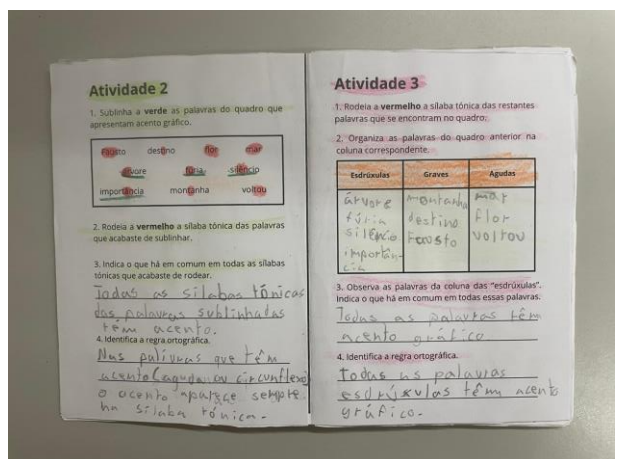 Atividade 2
1. Sublinha a verde as palavras do quadro que
apresentam acento gráfico.
Fausto destino flor mar
árvore fúria silêncio
importância montanha voltou
2. Rodeia a vermelho a sílaba tónica das palavras
que acabaste de sublinhar.
3. Indica o que há em comum em todas as sílabas
tónicas que acabaste de rodear.
Todas as sílabas tônicas
das palavras sublinhadas
têm acento.
4. Identifica a regra ortográfica.
Nas palavras que têm
acento (agudo ou circunflexo)
o acento aparece sempre
na sílaba tónica.
Atividade 3
1. Rodeia a vermelho a sílaba tónica das restantes
palavras que se encontram no quadro.
2. Organiza as palavras do quadro anterior na
coluna correspondente.
Esdrúxulas Graves Agudas
árvore montanha mar
fúria destino flor
silêncio Fausto voltou
importân-
cia
3. Observa as palavras da coluna das "esdrúxulas".
Indica o que há em comum em todas essas palavras.
Todas as palavras têm
acento gráfico
4. Identifica a regra ortográfica.
Todas as palavras
esdrúxulas têm acento
gráfico.